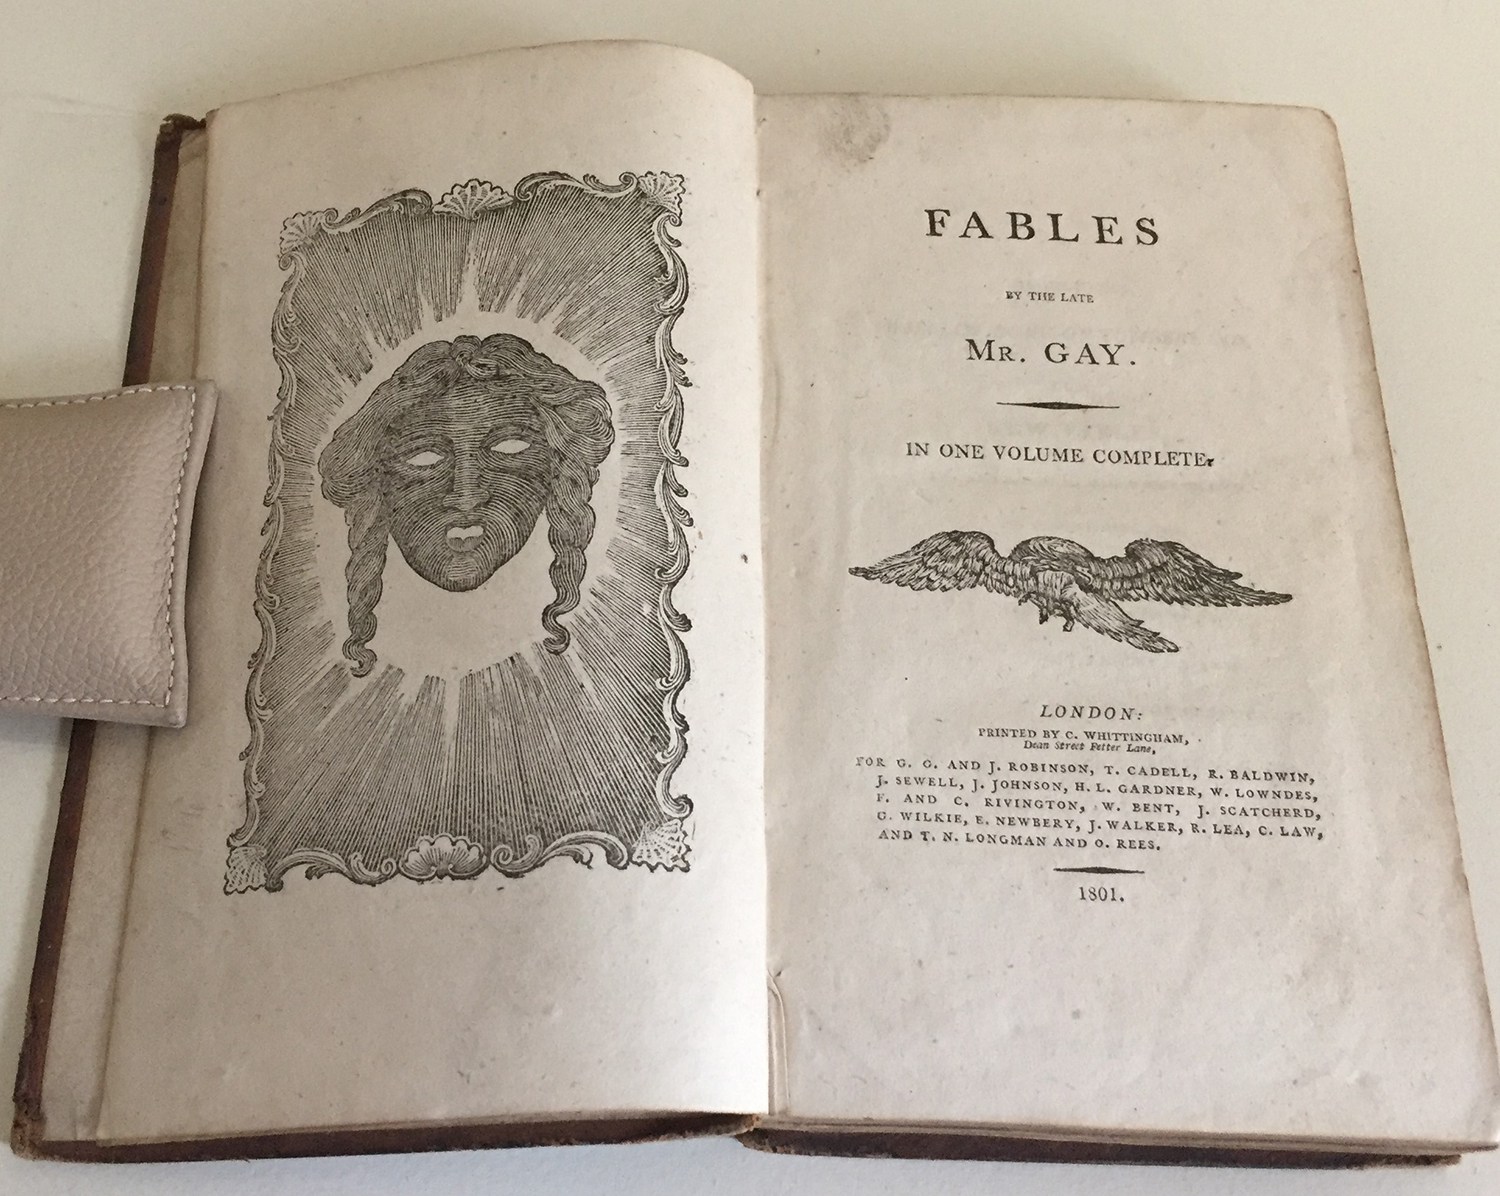 FABLES
BY THE LATE
MR. GAY.
IN ONE VOLUME COMPLETE.
LONDON:
PRINTED BY C. WHITTINGHAM,
Dean Street Fetter Lane,
FOR G. G. AND J. ROBINSON, T. CADELL, R. BALDWIN,
J. SEWELL, J. JOHNSON, H. L. GARDNER, W. LOWNDES,
F. AND C. RIVINGTON, W. BENT, J. SCATCHERD,
G. WILKIE, E. NEWBERY, J. WALKER, R. LEA, C. LAW,
AND T. N. LONGMAN AND O. REES.
1801.